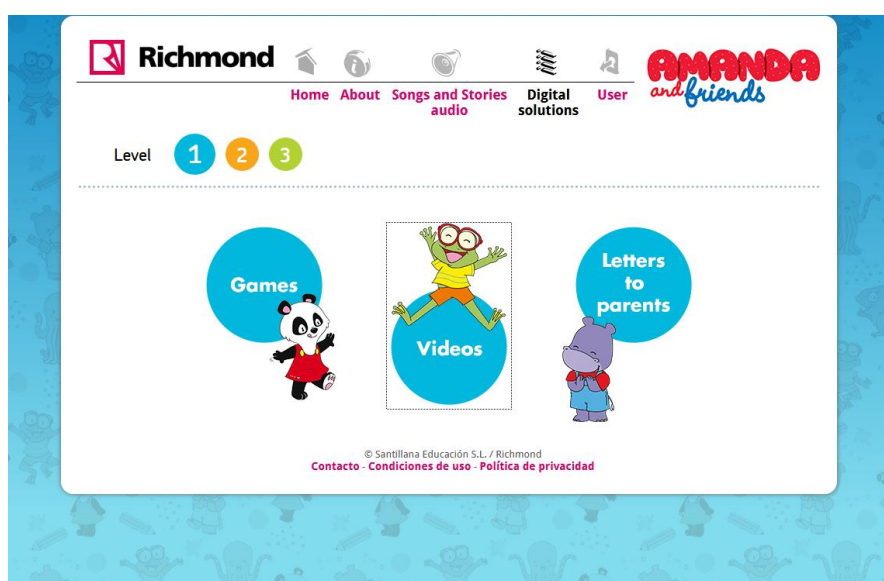 Richmond
Home About Songs and Stories audio Digital solutions User
AMANDA
and friends
Level 1 2 3
Games
Videos
Letters
to
parents
© Santillana Educación S.L. / Richmond
Contacto - Condiciones de uso - Política de privacidad